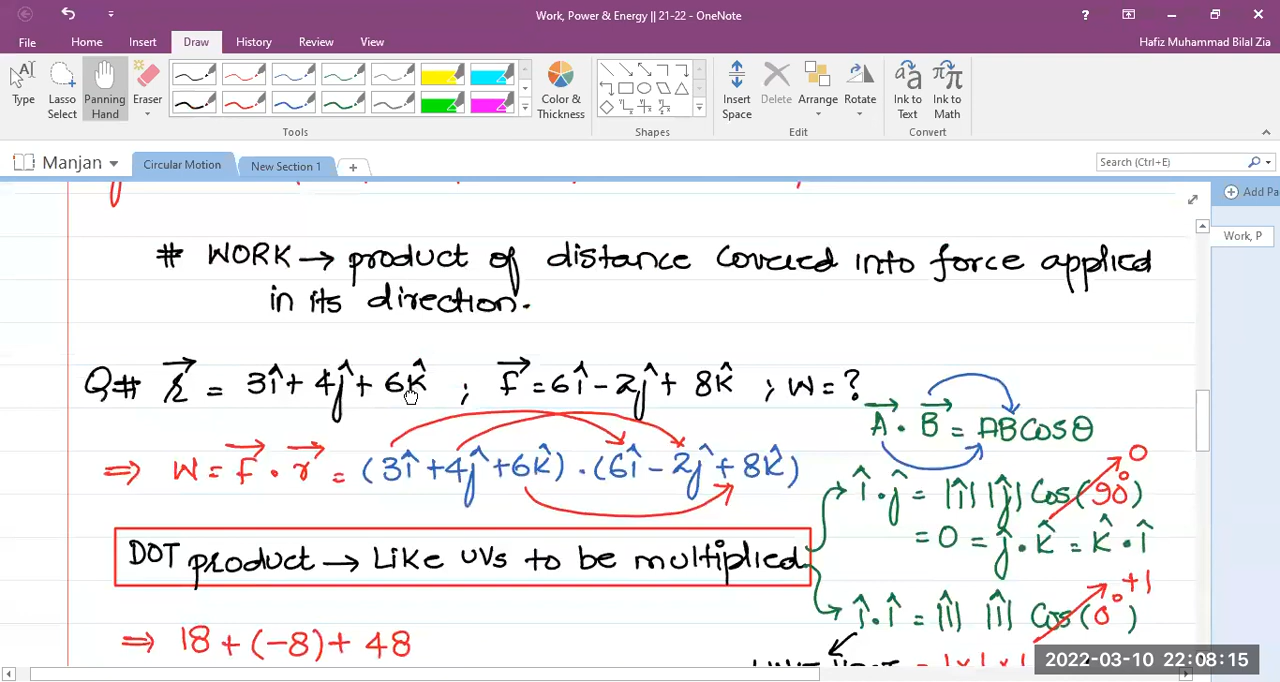 Work, Power & Energy || 21-22 - OneNote
File Home Insert Draw History Review View
Hafiz Muhammad Bilal Zia
Type Lasso Select Panning Hand Eraser Color & Thickness Insert Space Delete Arrange Rotate Ink to Text Ink to Math
Tools Shapes Edit Convert
Manjan Circular Motion New Section 1 Search (Ctrl+E)
Add Pa
Work, P
# WORK → product of distance covered into force applied
in its direction.
Q# r⃗ = 3î + 4ĵ + 6k̂ ; f⃗ = 6î - 2ĵ + 8k̂ ; W = ?
A⃗ . B⃗ = ABCosθ
⇒ W = f⃗ . r⃗ = (3î + 4ĵ + 6k̂) . (6î - 2ĵ + 8k̂)
î . ĵ = |î| |ĵ| Cos(90°) 0
= 0 = ĵ . k̂ = k̂ . î
DOT product → Like UVs to be multiplied
î . î = |î| |î| Cos(0°) +1
⇒ 18 + (-8) + 48
2022-03-10 22:08:15